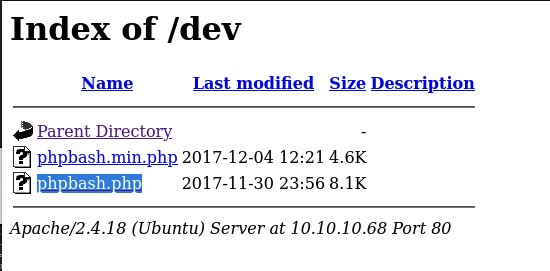 Index of /dev
Name Last modified Size Description
Parent Directory -
phpbash.min.php 2017-12-04 12:21 4.6K
phpbash.php 2017-11-30 23:56 8.1K
Apache/2.4.18 (Ubuntu) Server at 10.10.10.68 Port 80